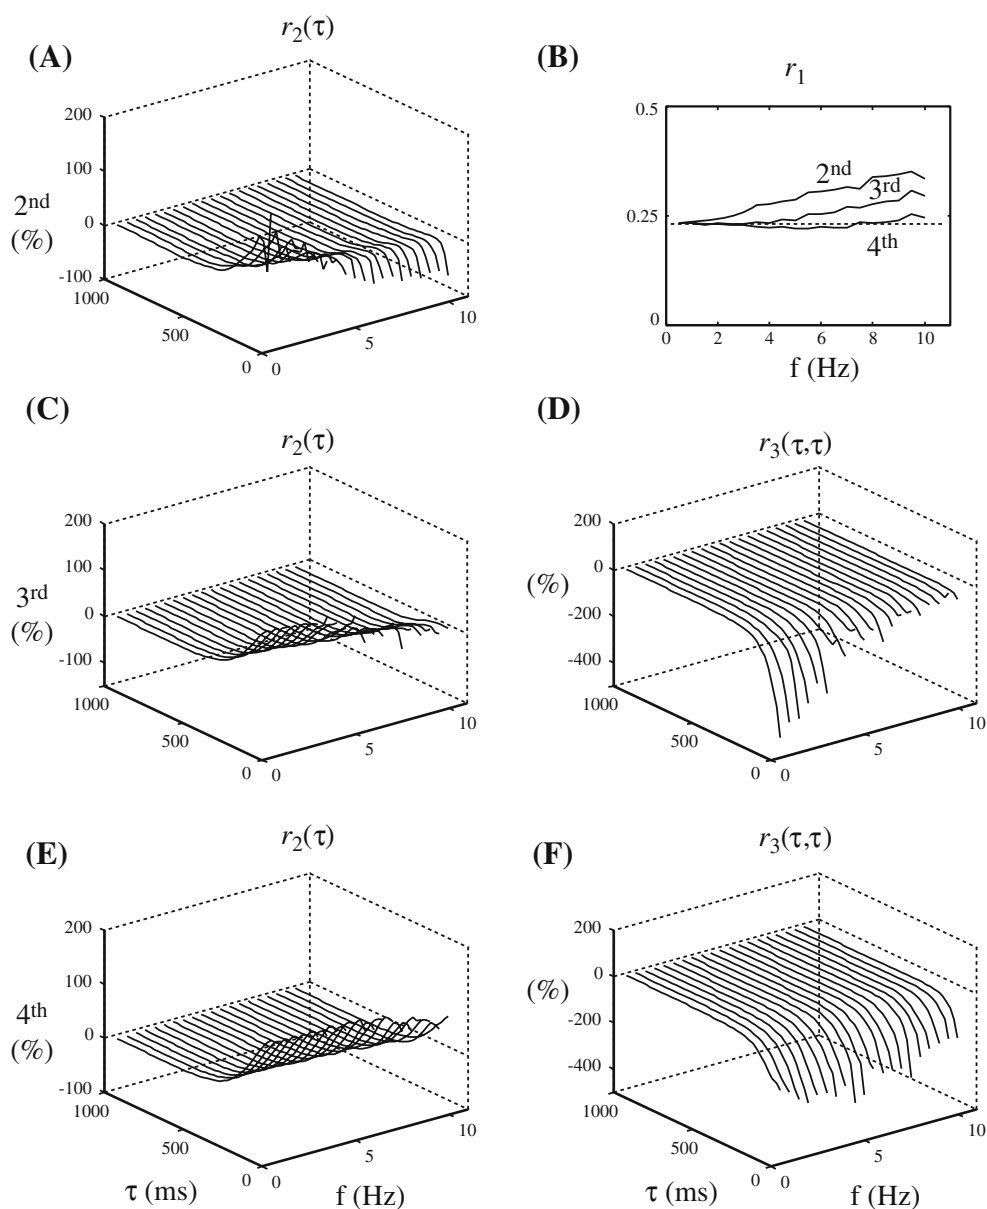 (A)
r₂(τ)
200
100
0
-100
2nd
(%)
1000
500
0
0
5
10
(B)
r₁
0.5
0.25
0
2nd
3rd
4th
0 2 4 6 8 10
f (Hz)
(C)
r₂(τ)
200
100
0
-100
3rd
(%)
1000
500
0
0
5
10
(D)
r₃(τ,τ)
200
0
-200
-400
(%)
1000
500
0
0
5
10
(E)
r₂(τ)
200
100
0
-100
4th
(%)
1000
500
0
0
5
10
τ (ms)
f (Hz)
(F)
r₃(τ,τ)
200
0
-200
-400
(%)
1000
500
0
0
5
10
τ (ms)
f (Hz)